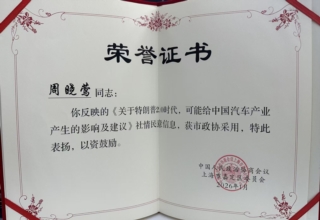 荣誉证书
周晓莺同志：
你反映的《关于特朗普2.0时代，可能给中国汽车产业
产生的影响及建议》社情民意信息，获市政协采用，特此
表扬，以资鼓励。
中国人民政治协商会议
上海市委员会
2026年1月